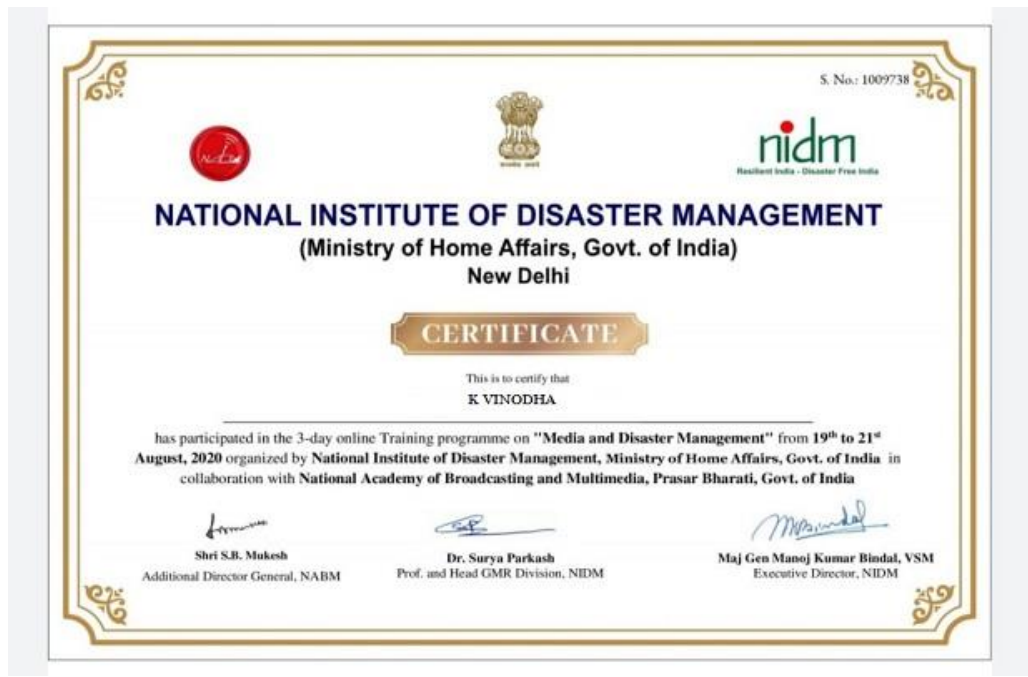 S. No.: 1009738
nidm
Resilient India - Disaster Free India
NATIONAL INSTITUTE OF DISASTER MANAGEMENT
(Ministry of Home Affairs, Govt. of India)
New Delhi
CERTIFICATE
This is to certify that
K VINODHA
has participated in the 3-day online Training programme on "Media and Disaster Management" from 19th to 21st
August, 2020 organized by National Institute of Disaster Management, Ministry of Home Affairs, Govt. of India in
collaboration with National Academy of Broadcasting and Multimedia, Prasar Bharati, Govt. of India
Shri S.B. Mukesh
Additional Director General, NABM
Dr. Surya Parkash
Prof. and Head GMR Division, NIDM
Maj Gen Manoj Kumar Bindal, VSM
Executive Director, NIDM